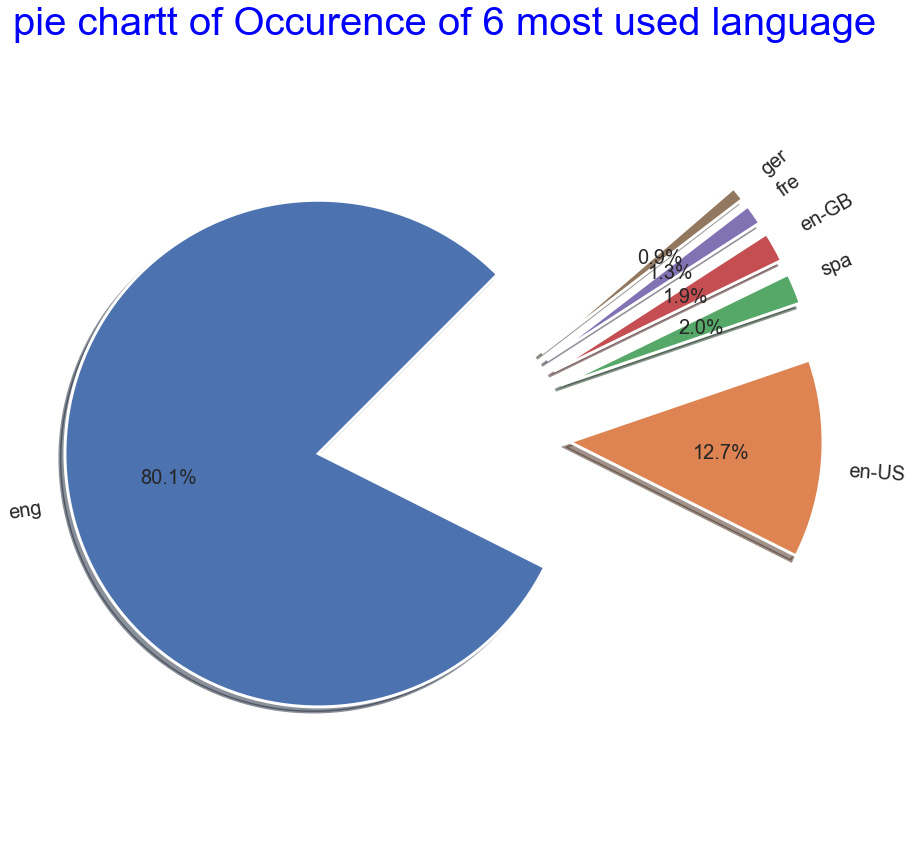 pie chartt of Occurence of 6 most used language
ger
fre
en-GB
spa
0.9%
1.3%
1.9%
2.0%
12.7%
en-US
80.1%
eng